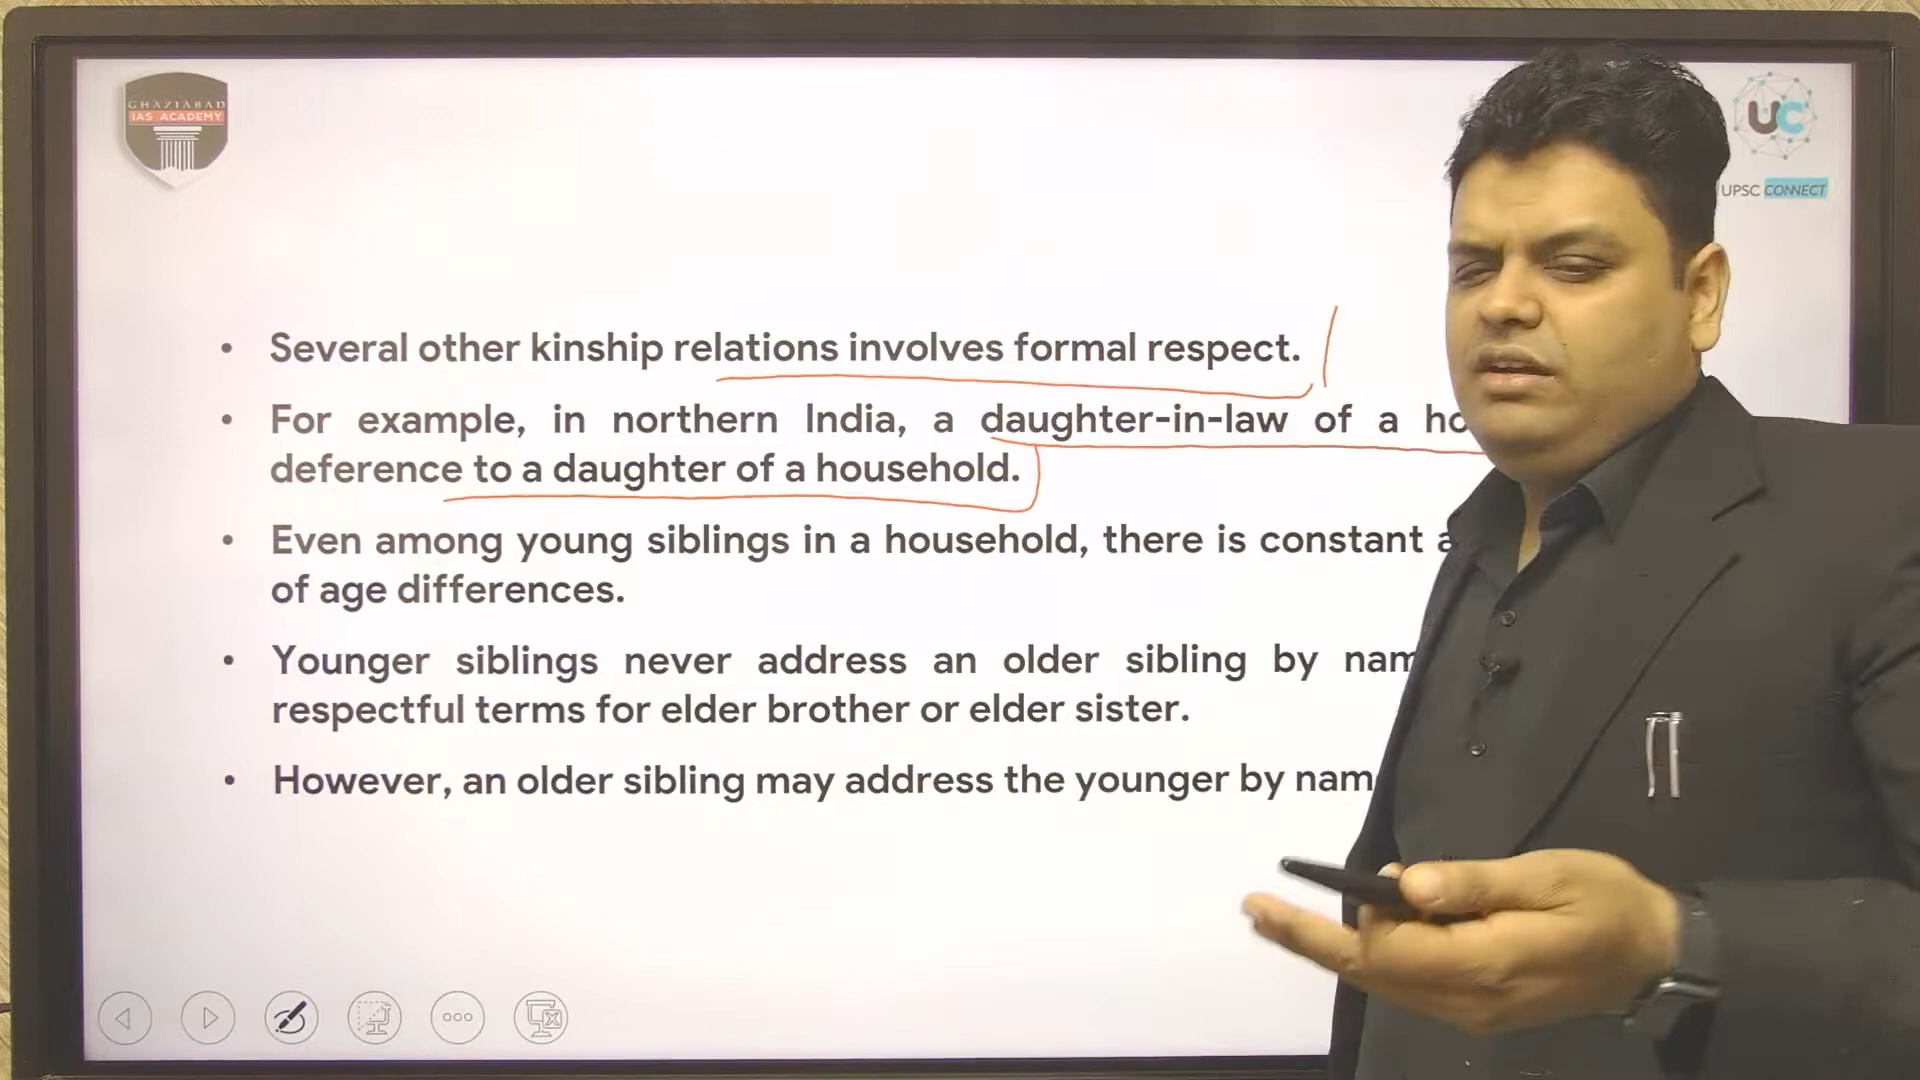 GHAZIABAD
IAS ACADEMY
UC
UPSC CONNECT
• Several other kinship relations involves formal respect.
• For example, in northern India, a daughter-in-law of a
deference to a daughter of a household.
• Even among young siblings in a household, there is constant
of age differences.
• Younger siblings never address an older sibling by
respectful terms for elder brother or elder sister.
• However, an older sibling may address the younger by